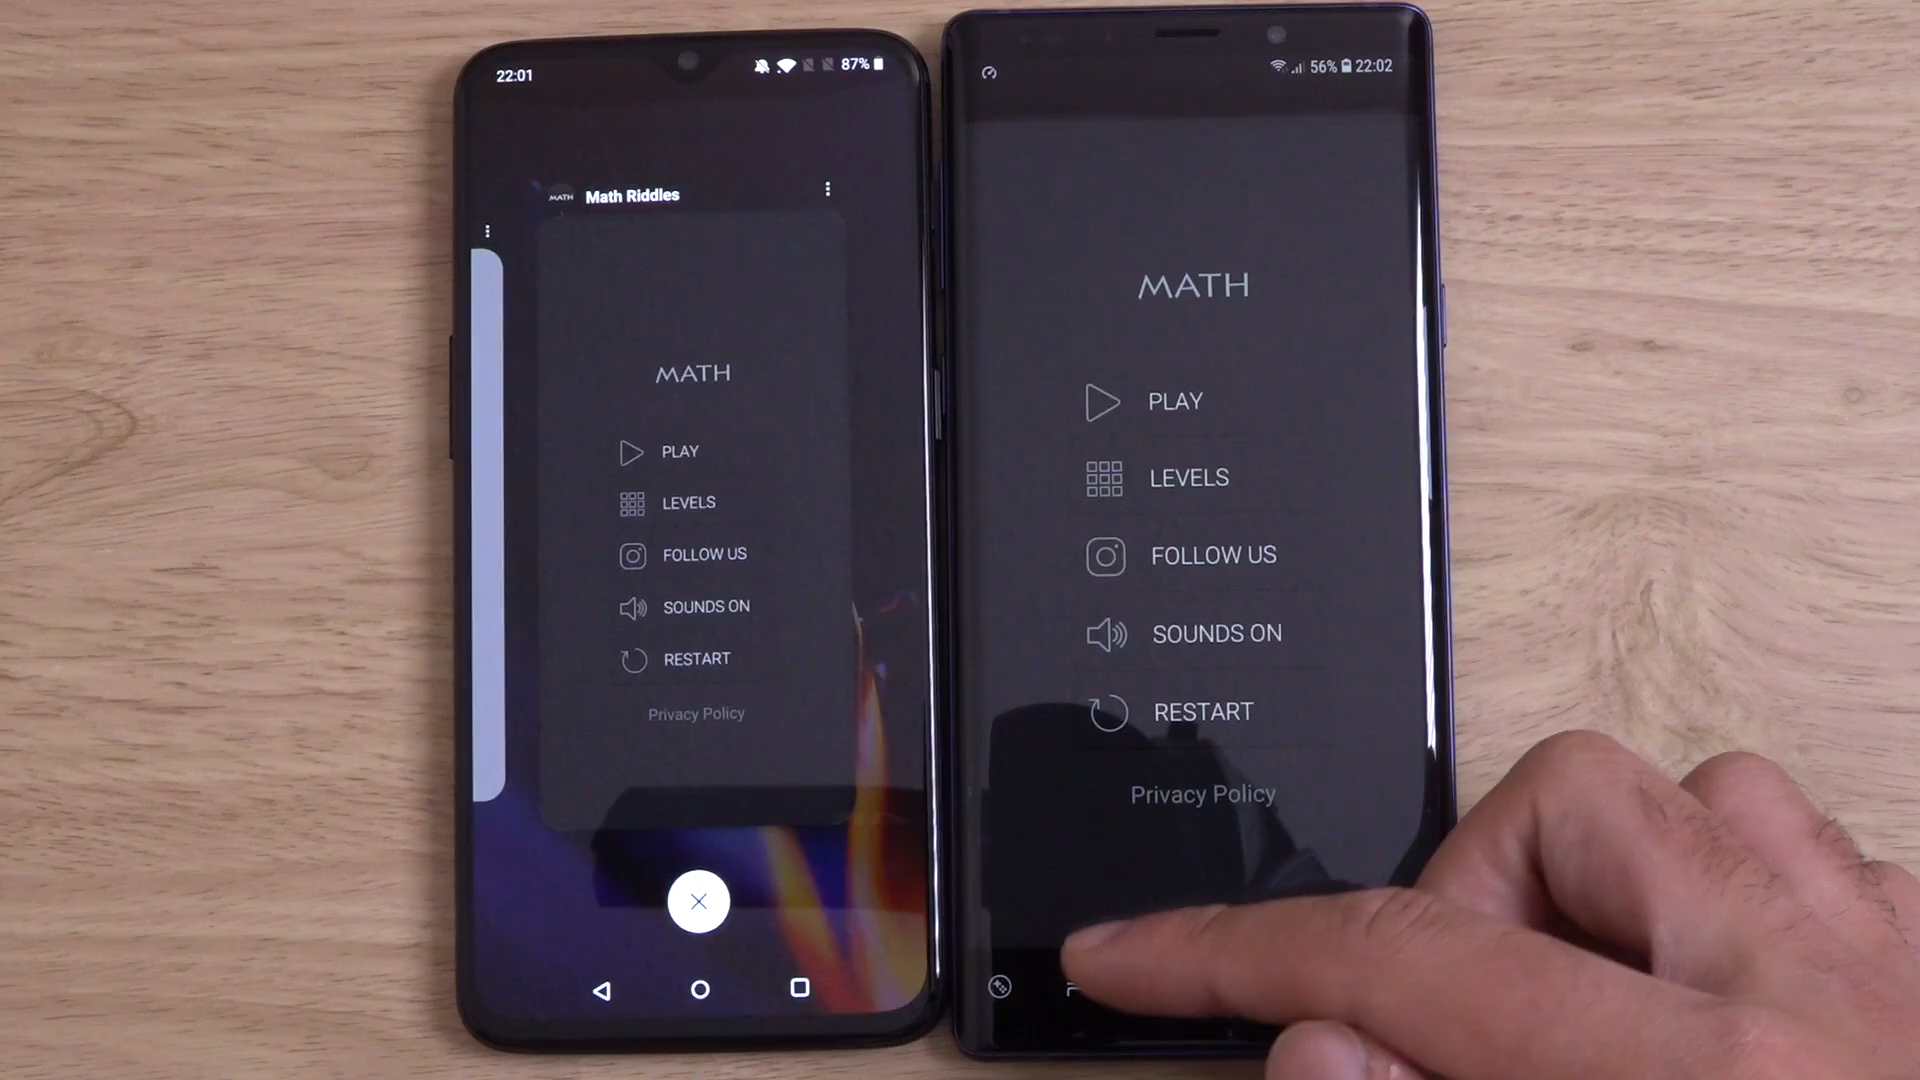 22:01
87%
MATH Math Riddles
MATH
PLAY
LEVELS
FOLLOW US
SOUNDS ON
RESTART
Privacy Policy
56% 22:02
MATH
PLAY
LEVELS
FOLLOW US
SOUNDS ON
RESTART
Privacy Policy